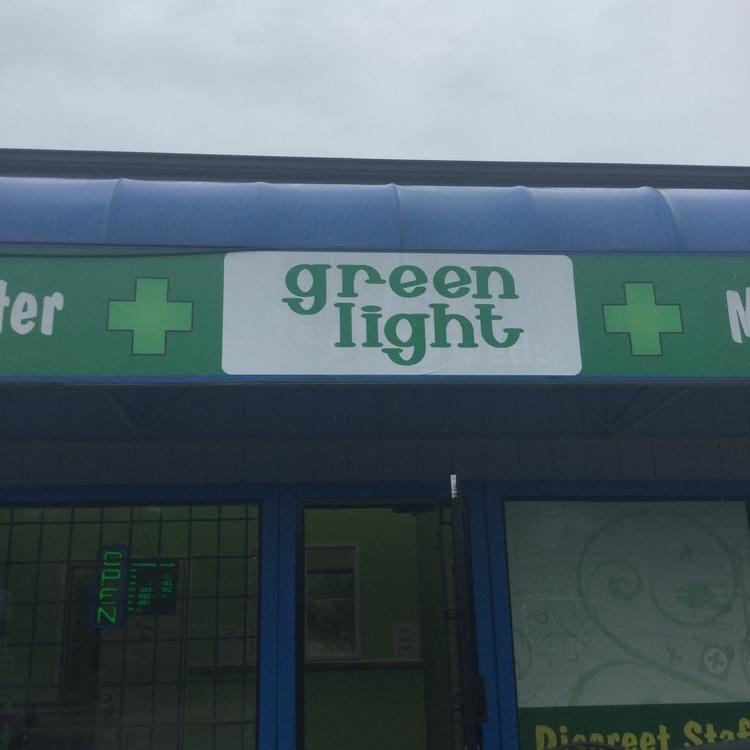 ter
green
light
OPEN
Discreet Staf